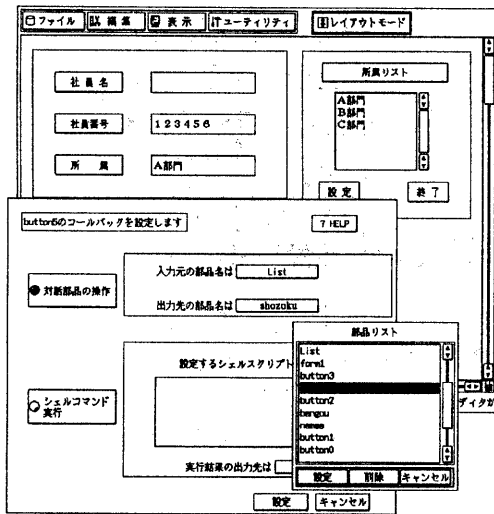 ファイル 編集 表示 ユーティリティ レイアウトモード
社員名
社員番号 123456
所属 A部門
所属リスト
A部門
B部門
C部門
設定 終了
button5のコールバックを設定します ? HELP
対話部品の操作
入力元の部品名は List
出力先の部品名は shozoku
シェルコマンド
実行
設定するシェルスクリプト
実行結果の出力先は
設定 キャンセル
部品リスト
List
form1
button3
button2
bangou
namae
button1
button0
設定 削除 キャンセル
ディタが